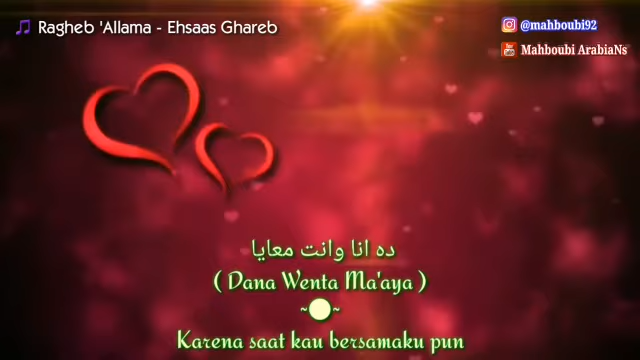 🎵 Ragheb 'Allama - Ehsaas Ghareb
@mahboubi92
Mahboubi ArabiaNs
ده انا وانت معايا
( Dana Wenta Ma'aya )
~●~
Karena saat kau bersamaku pun